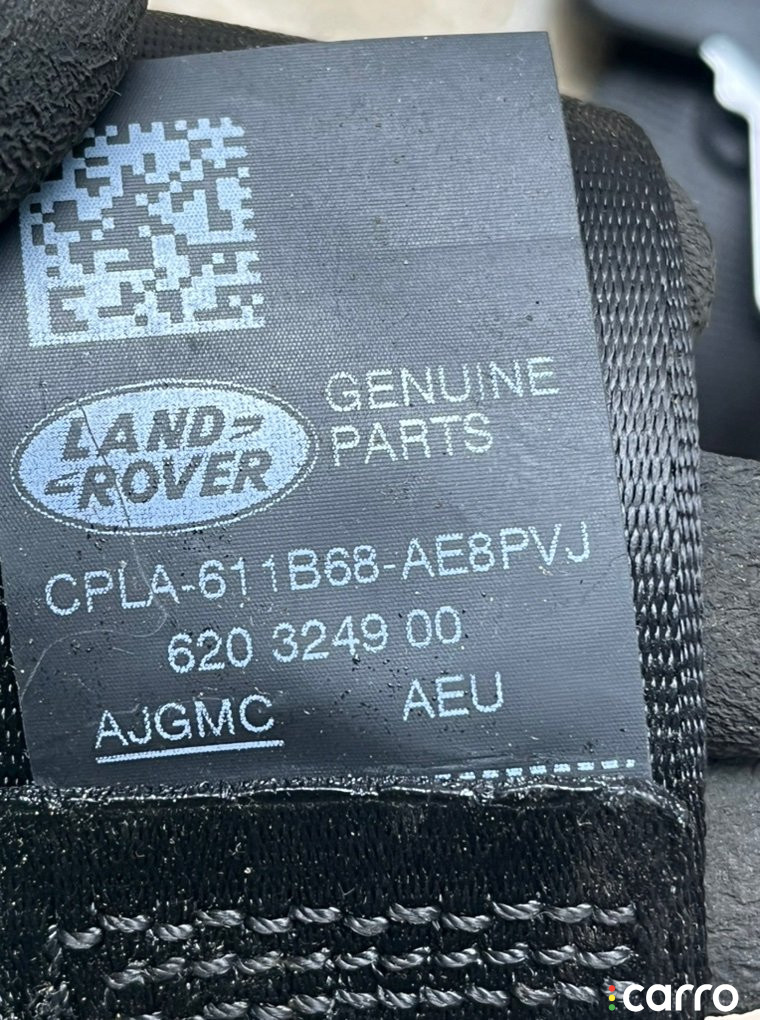 LAND
ROVER
GENUINE
PARTS
CPLA-611B68-AE8PVJ
620 3249 00
AJGMC AEU
carro